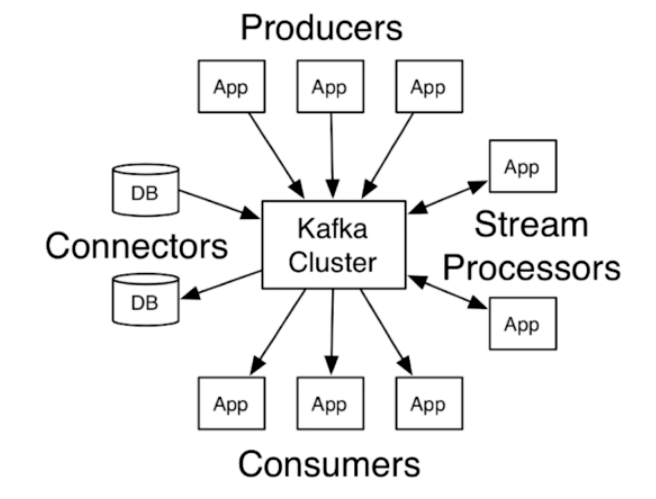 Producers
App
App
App
DB
App
Connectors
Kafka
Cluster
Stream
Processors
DB
App
App
App
App
Consumers